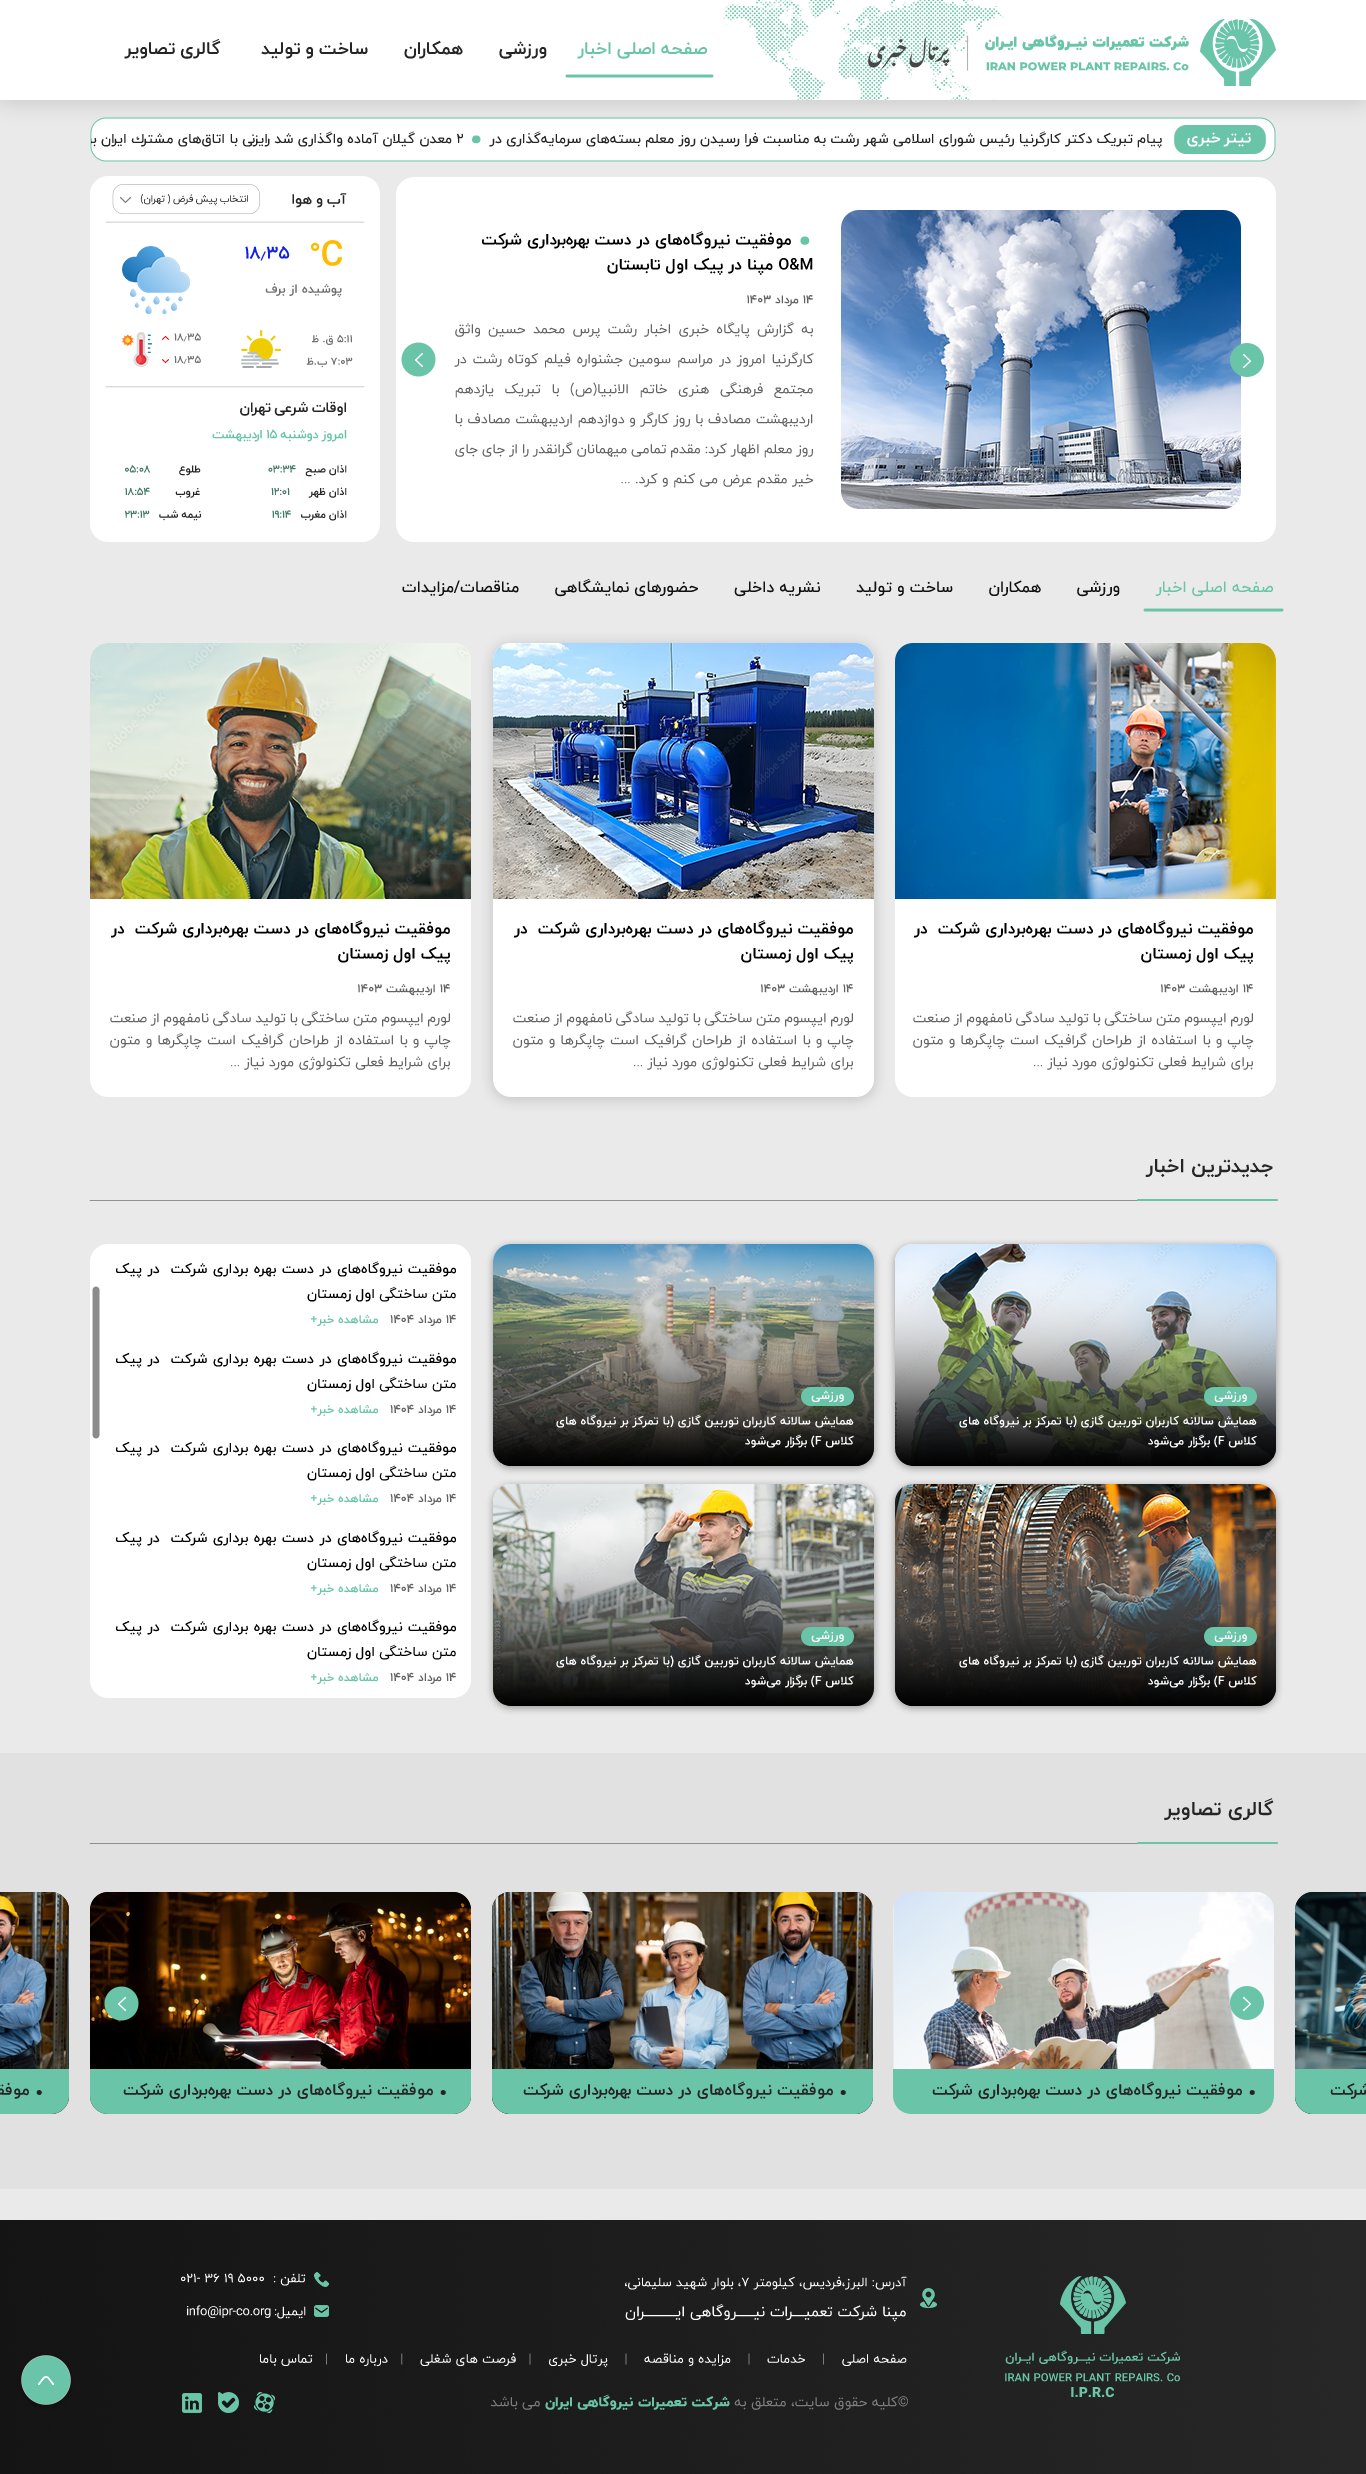 شرکت تعمیرات نیـروگاهی ایـران
IRAN POWER PLANT REPAIRS. Co
پرتال خبری
صفحه اصلی اخبار
ورزشی
همکاران
ساخت و تولید
گالری تصاویر
تیتر خبری
پیام تبریک دکتر کارگرنیا رئیس شورای اسلامی شهر رشت به مناسبت فرا رسیدن روز معلم بسته‌های سرمایه‌گذاری در
۲ معدن گیلان آماده واگذاری شد رایزنی با اتاق‌های مشترك ایران
موفقیت نیروگاه‌های در دست بهره‌برداری شرکت
O&M مپنا در پیک اول تابستان
۱۴ مرداد ۱۴۰۳
به گزارش پایگاه خبری اخبار رشت پرس محمد حسین واثق
کارگرنیا امروز در مراسم سومین جشنواره فیلم کوتاه رشت در
مجتمع فرهنگی هنری خاتم الانبیا(ص) با تبریک یازدهم
اردیبهشت مصادف با روز کارگر و دوازدهم اردیبهشت مصادف با
روز معلم اظهار کرد: مقدم تمامی میهمانان گرانقدر را از جای جای
خیر مقدم عرض می کنم و کرد. ...
آب و هوا
انتخاب پیش فرض ( تهران)
°C
۱۸٫۳۵
پوشیده از برف
۵:۱۱ ق. ظ
۷:۰۳ ب.ظ
۱۸٫۳۵
۱۸٫۳۵
اوقات شرعی تهران
امروز دوشنبه ۱۵ اردیبهشت
اذان صبح ۰۳:۳۴ طلوع ۰۵:۰۸
اذان ظهر ۱۲:۰۱ غروب ۱۸:۵۴
اذان مغرب ۱۹:۱۴ نیمه شب ۲۳:۱۳
صفحه اصلی اخبار
ورزشی
همکاران
ساخت و تولید
نشریه داخلی
حضورهای نمایشگاهی
مناقصات/مزایدات
موفقیت نیروگاه‌های در دست بهره‌برداری شرکت در
پیک اول زمستان
۱۴ اردیبهشت ۱۴۰۳
لورم ایپسوم متن ساختگی با تولید سادگی نامفهوم از صنعت
چاپ و با استفاده از طراحان گرافیک است چاپگرها و متون
برای شرایط فعلی تکنولوژی مورد نیاز ...
موفقیت نیروگاه‌های در دست بهره‌برداری شرکت در
پیک اول زمستان
۱۴ اردیبهشت ۱۴۰۳
لورم ایپسوم متن ساختگی با تولید سادگی نامفهوم از صنعت
چاپ و با استفاده از طراحان گرافیک است چاپگرها و متون
برای شرایط فعلی تکنولوژی مورد نیاز ...
موفقیت نیروگاه‌های در دست بهره‌برداری شرکت در
پیک اول زمستان
۱۴ اردیبهشت ۱۴۰۳
لورم ایپسوم متن ساختگی با تولید سادگی نامفهوم از صنعت
چاپ و با استفاده از طراحان گرافیک است چاپگرها و متون
برای شرایط فعلی تکنولوژی مورد نیاز ...
جدیدترین اخبار
ورزشی
همایش سالانه کاربران توربین گازی (با تمرکز بر نیروگاه های
کلاس F) برگزار می‌شود
ورزشی
همایش سالانه کاربران توربین گازی (با تمرکز بر نیروگاه های
کلاس F) برگزار می‌شود
ورزشی
همایش سالانه کاربران توربین گازی (با تمرکز بر نیروگاه های
کلاس F) برگزار می‌شود
ورزشی
همایش سالانه کاربران توربین گازی (با تمرکز بر نیروگاه های
کلاس F) برگزار می‌شود
موفقیت نیروگاه‌های در دست بهره برداری شرکت در پیک
متن ساختگی اول زمستان
۱۴ مرداد ۱۴۰۴ مشاهده خبر+
موفقیت نیروگاه‌های در دست بهره برداری شرکت در پیک
متن ساختگی اول زمستان
۱۴ مرداد ۱۴۰۴ مشاهده خبر+
موفقیت نیروگاه‌های در دست بهره برداری شرکت در پیک
متن ساختگی اول زمستان
۱۴ مرداد ۱۴۰۴ مشاهده خبر+
موفقیت نیروگاه‌های در دست بهره برداری شرکت در پیک
متن ساختگی اول زمستان
۱۴ مرداد ۱۴۰۴ مشاهده خبر+
موفقیت نیروگاه‌های در دست بهره برداری شرکت در پیک
متن ساختگی اول زمستان
۱۴ مرداد ۱۴۰۴ مشاهده خبر+
گالری تصاویر
شرکت
• موفقیت نیروگاه‌های در دست بهره‌برداری شرکت
• موفقیت نیروگاه‌های در دست بهره‌برداری شرکت
• موفقیت نیروگاه‌های در دست بهره‌برداری شرکت
شرکت تعمیرات نیـروگاهی ایـران
IRAN POWER PLANT REPAIRS. Co
I.P.R.C
آدرس: البرز،فردیس، کیلومتر ۷، بلوار شهید سلیمانی،
مپنا شرکت تعمیـرات نیـروگاهی ایـران
تلفن : ۵۰۰۰ ۱۹ ۳۶ -۰۲۱
ایمیل: info@ipr-co.org
صفحه اصلی | خدمات | مزایده و مناقصه | پرتال خبری | فرصت های شغلی | درباره ما | تماس باما
©کلیه حقوق سایت، متعلق به شرکت تعمیرات نیروگاهی ایران می باشد
in